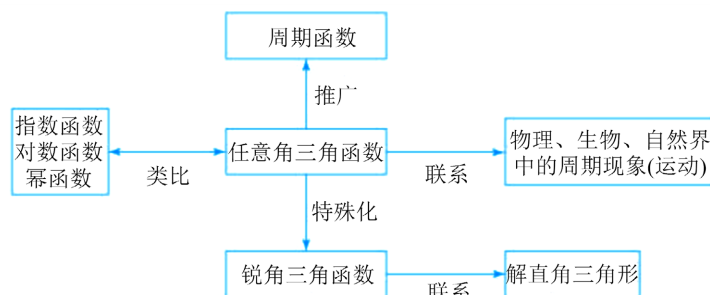 周期函数
推广
指数函数
对数函数
幂函数
类比
任意角三角函数
联系
物理、生物、自然界
中的周期现象(运动)
特殊化
锐角三角函数
联系
解直角三角形